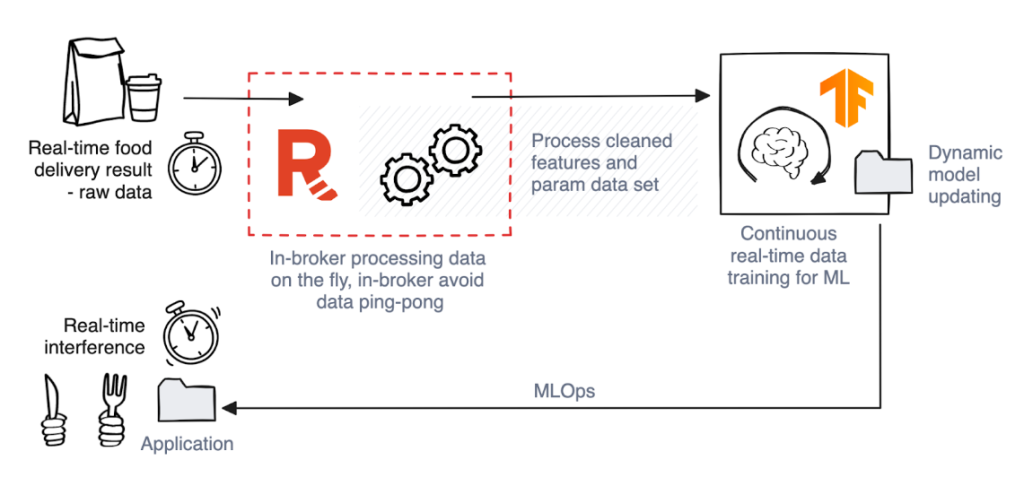 Real-time food
delivery result
- raw data
In-broker processing data
on the fly, in-broker avoid
data ping-pong
Process cleaned
features and
param data set
Continuous
real-time data
training for ML
Dynamic
model
updating
Real-time
interference
Application
MLOps